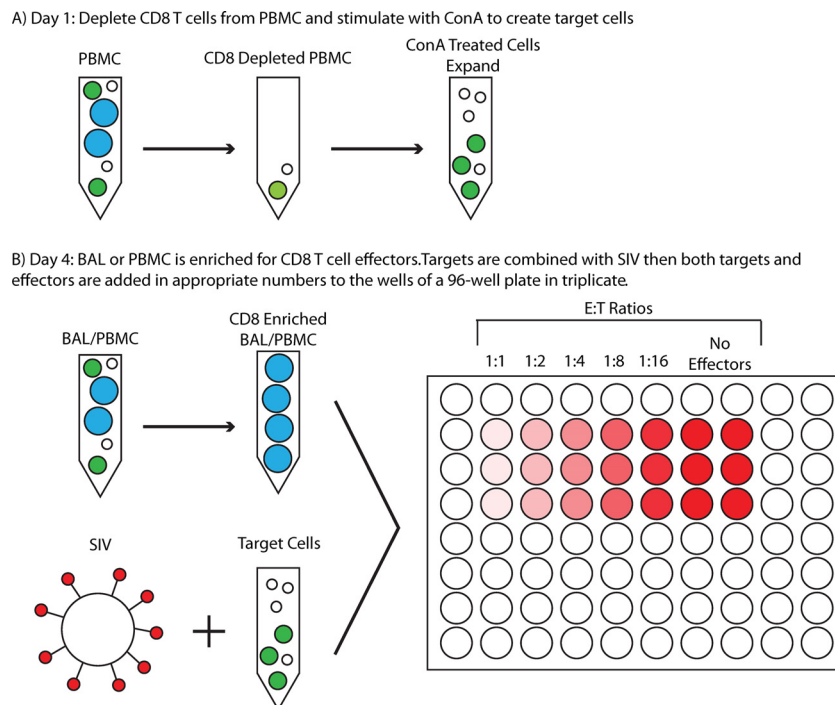 A) Day 1: Deplete CD8 T cells from PBMC and stimulate with ConA to create target cells
PBMC
CD8 Depleted PBMC
ConA Treated Cells
Expand
B) Day 4: BAL or PBMC is enriched for CD8 T cell effectors.Targets are combined with SIV then both targets and
effectors are added in appropriate numbers to the wells of a 96-well plate in triplicate.
BAL/PBMC
CD8 Enriched
BAL/PBMC
E:T Ratios
1:1 1:2 1:4 1:8 1:16
No
Effectors
SIV
Target Cells